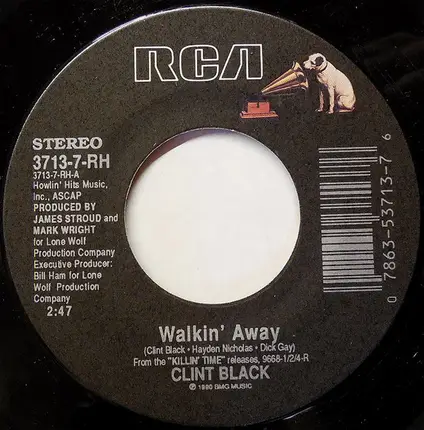 RCA
STEREO
3713-7-RH
3713-7-RH-A
Howlin' Hits Music,
Inc., ASCAP
PRODUCED BY
JAMES STROUD and
MARK WRIGHT
for Lone Wolf
Production Company
Executive Producer:
Bill Ham for Lone
Wolf Production
Company
2:47
0 7863-53713-7 6
Walkin' Away
(Clint Black • Hayden Nicholas • Dick Gay)
From the "KILLIN' TIME" releases, 9668-1/2/4-R
CLINT BLACK
℗ © 1990 BMG MUSIC